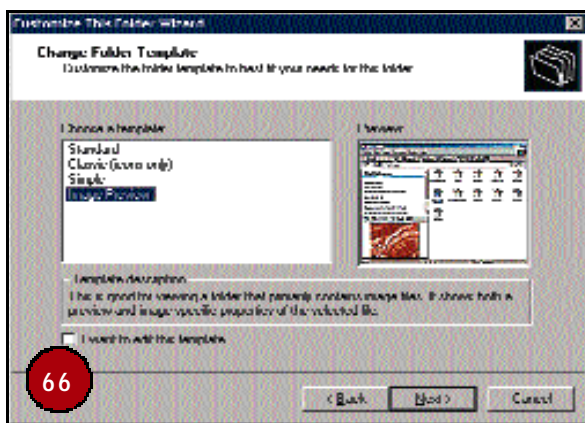 Customize This Folder Wizard
Change Folder Template
Customize the folder template to best fit your needs for this folder
Choose a template:
Preview:
Standard
Classic (icons only)
Simple
Image Preview
Template description
This is good for viewing a folder that primarily contains image files. It shows both a
preview and image-specific properties of the selected file.
I want to edit this template
66
< Back
Next >
Cancel